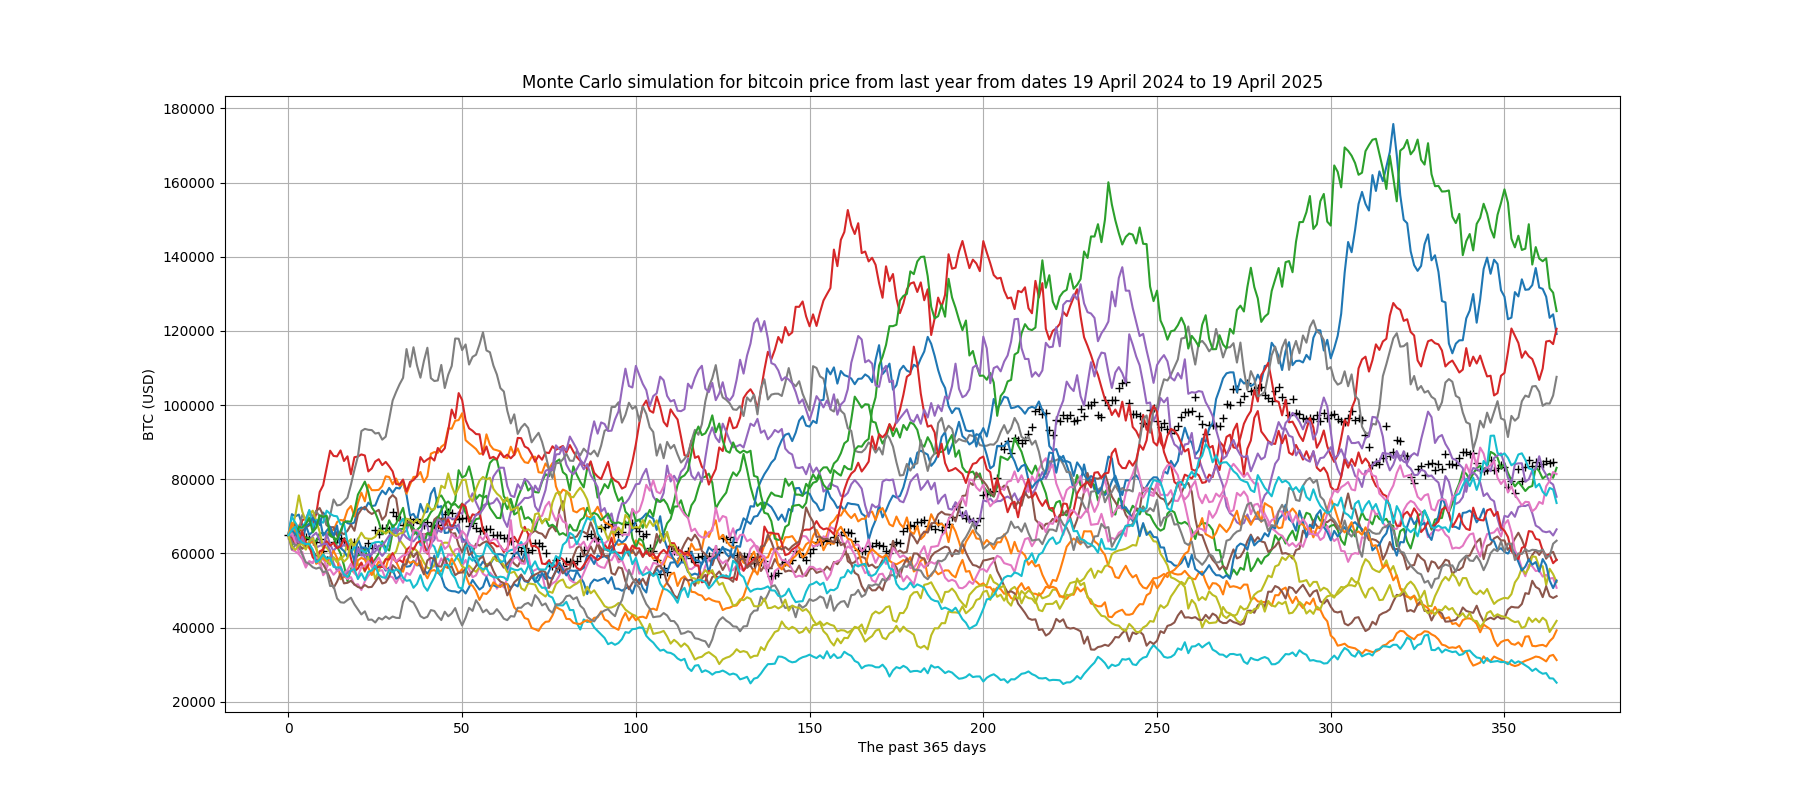 Monte Carlo simulation for bitcoin price from last year from dates 19 April 2024 to 19 April 2025
180000
160000
140000
120000
100000
80000
60000
40000
20000
BTC (USD)
0 50 100 150 200 250 300 350
The past 365 days